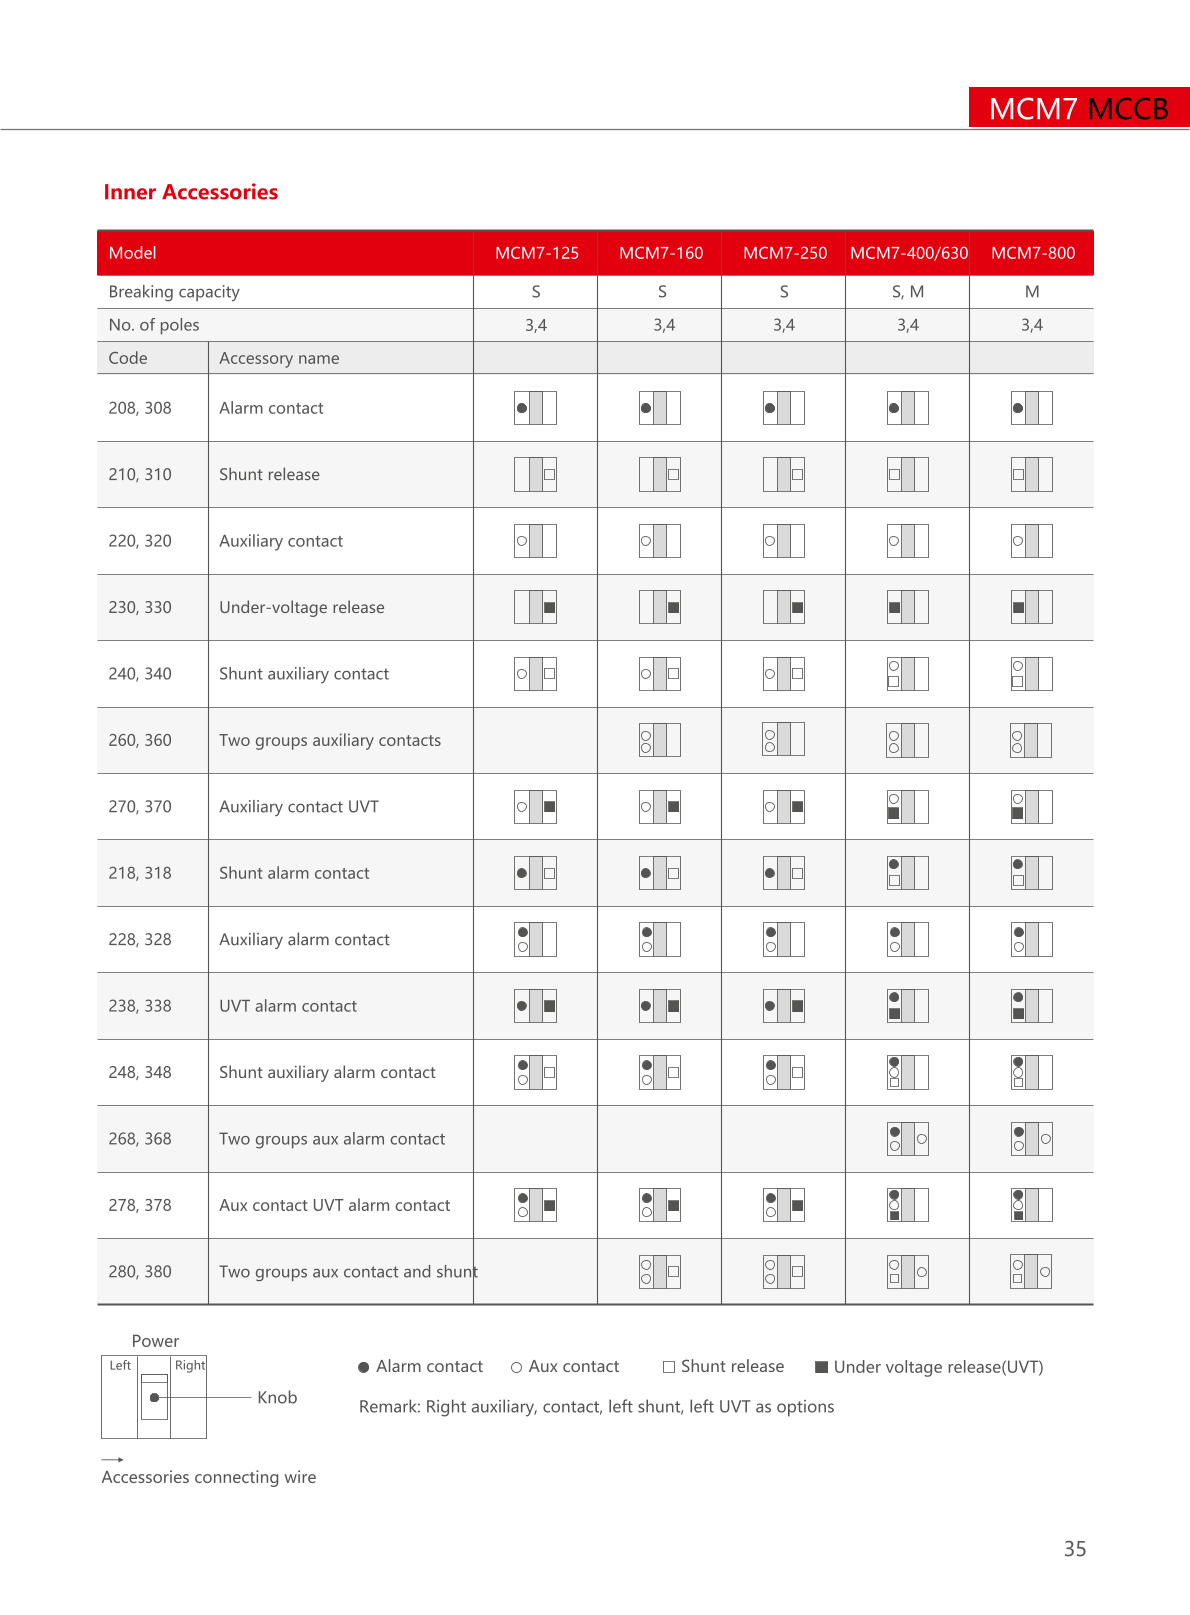 MCM7 MCCB
Inner Accessories
Model MCM7-125 MCM7-160 MCM7-250 MCM7-400/630 MCM7-800
Breaking capacity S S S S, M M
No. of poles 3,4 3,4 3,4 3,4 3,4
Code Accessory name
208, 308 Alarm contact
210, 310 Shunt release
220, 320 Auxiliary contact
230, 330 Under-voltage release
240, 340 Shunt auxiliary contact
260, 360 Two groups auxiliary contacts
270, 370 Auxiliary contact UVT
218, 318 Shunt alarm contact
228, 328 Auxiliary alarm contact
238, 338 UVT alarm contact
248, 348 Shunt auxiliary alarm contact
268, 368 Two groups aux alarm contact
278, 378 Aux contact UVT alarm contact
280, 380 Two groups aux contact and shunt
Power
Left Right
Knob
Accessories connecting wire
Alarm contact Aux contact Shunt release Under voltage release(UVT)
Remark: Right auxiliary, contact, left shunt, left UVT as options
35